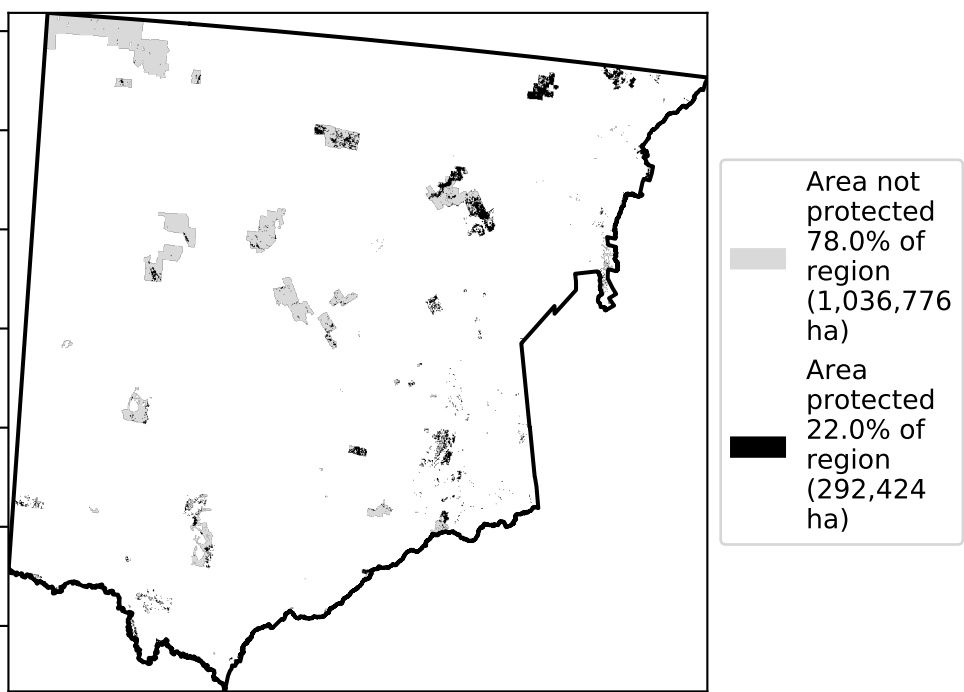 Area not
protected
78.0% of
region
(1,036,776
ha)
Area
protected
22.0% of
region
(292,424
ha)